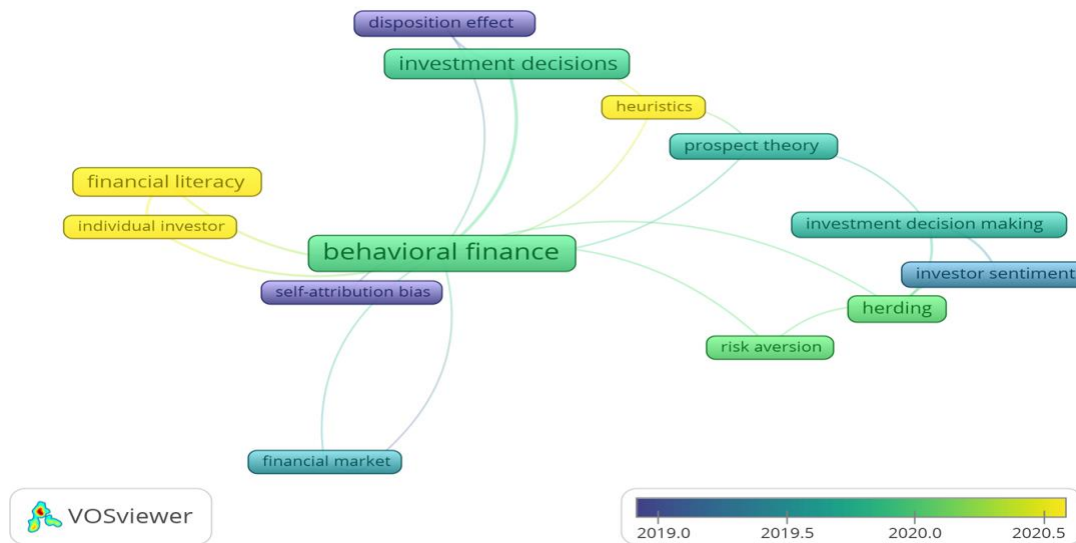 disposition effect
investment decisions
heuristics
prospect theory
financial literacy
individual investor
investment decision making
behavioral finance
investor sentiment
self-attribution bias
herding
risk aversion
financial market
VOSviewer
2019.0 2019.5 2020.0 2020.5